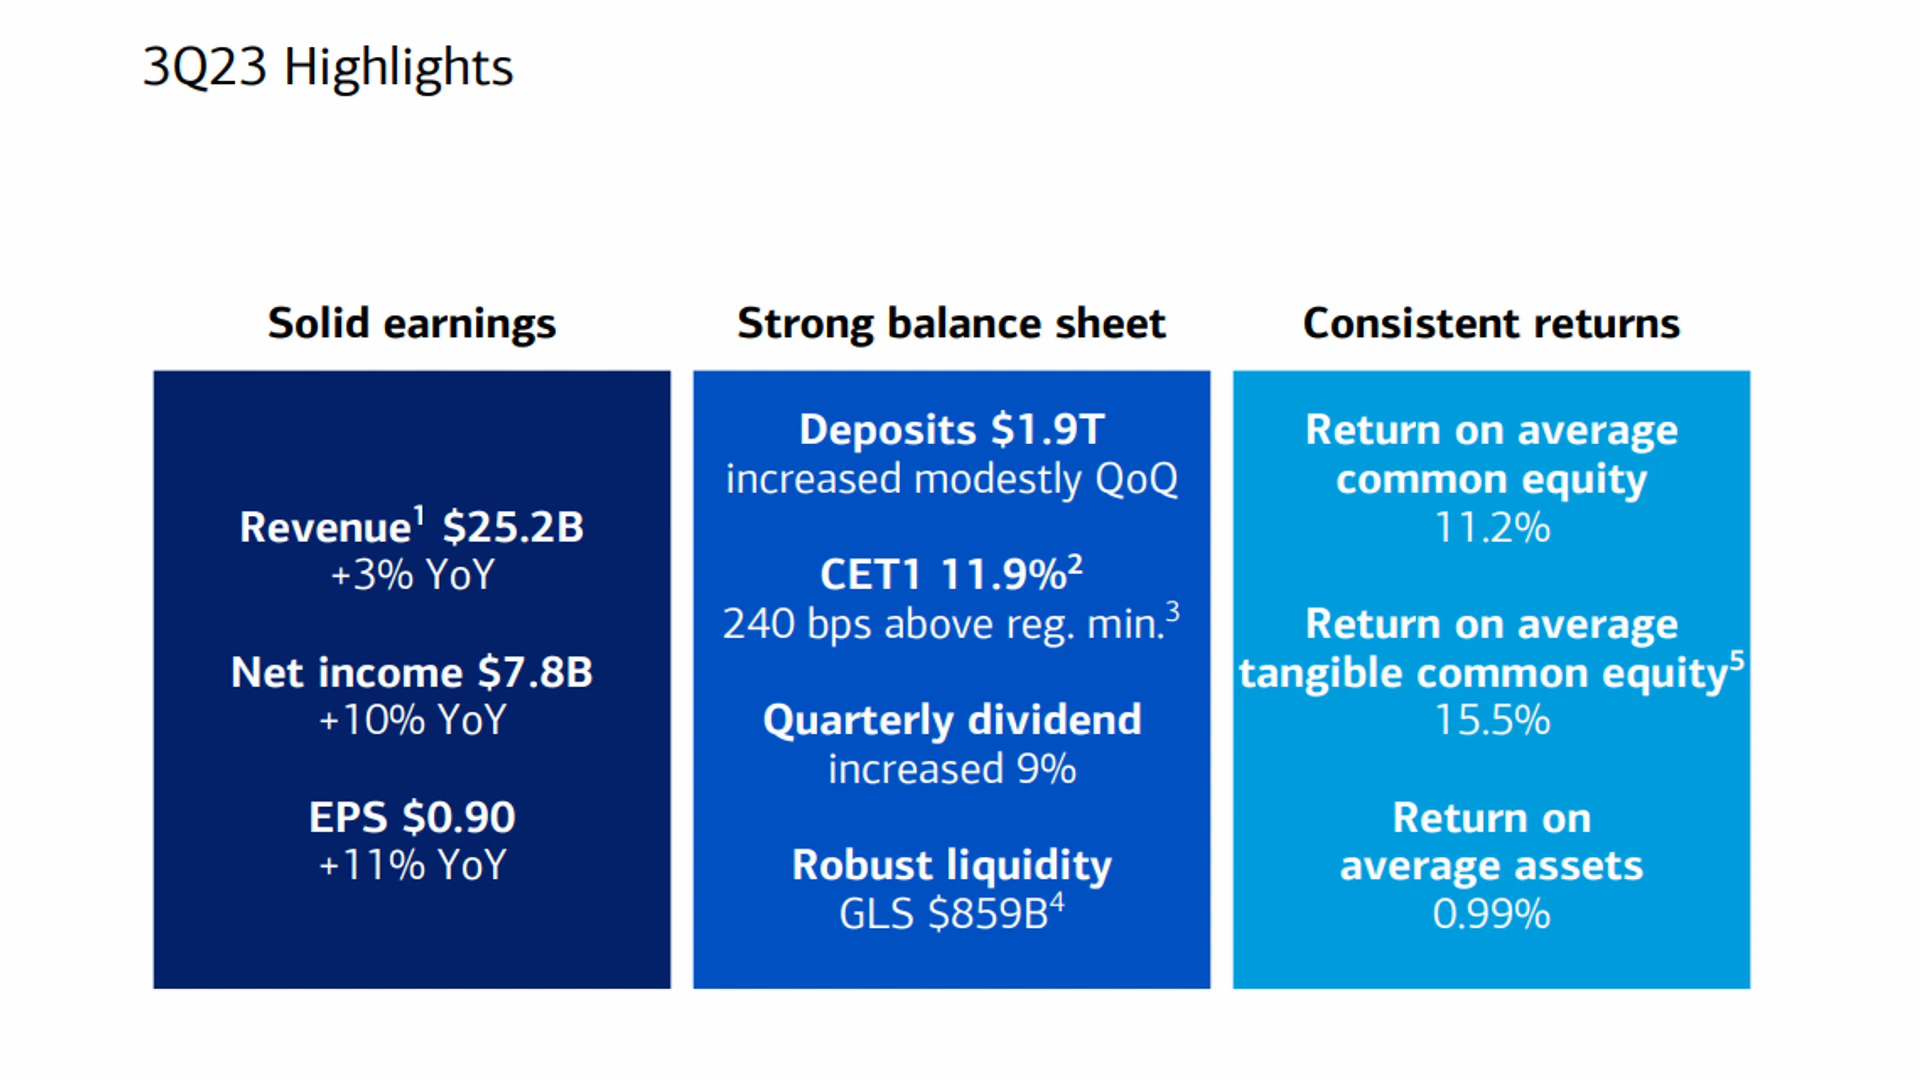 3Q23 Highlights
Solid earnings
Revenue¹ $25.2B
+3% YoY
Net income $7.8B
+10% YoY
EPS $0.90
+11% YoY
Strong balance sheet
Deposits $1.9T
increased modestly QoQ
CET1 11.9%²
240 bps above reg. min.³
Quarterly dividend
increased 9%
Robust liquidity
GLS $859B⁴
Consistent returns
Return on average
common equity
11.2%
Return on average
tangible common equity⁵
15.5%
Return on
average assets
0.99%